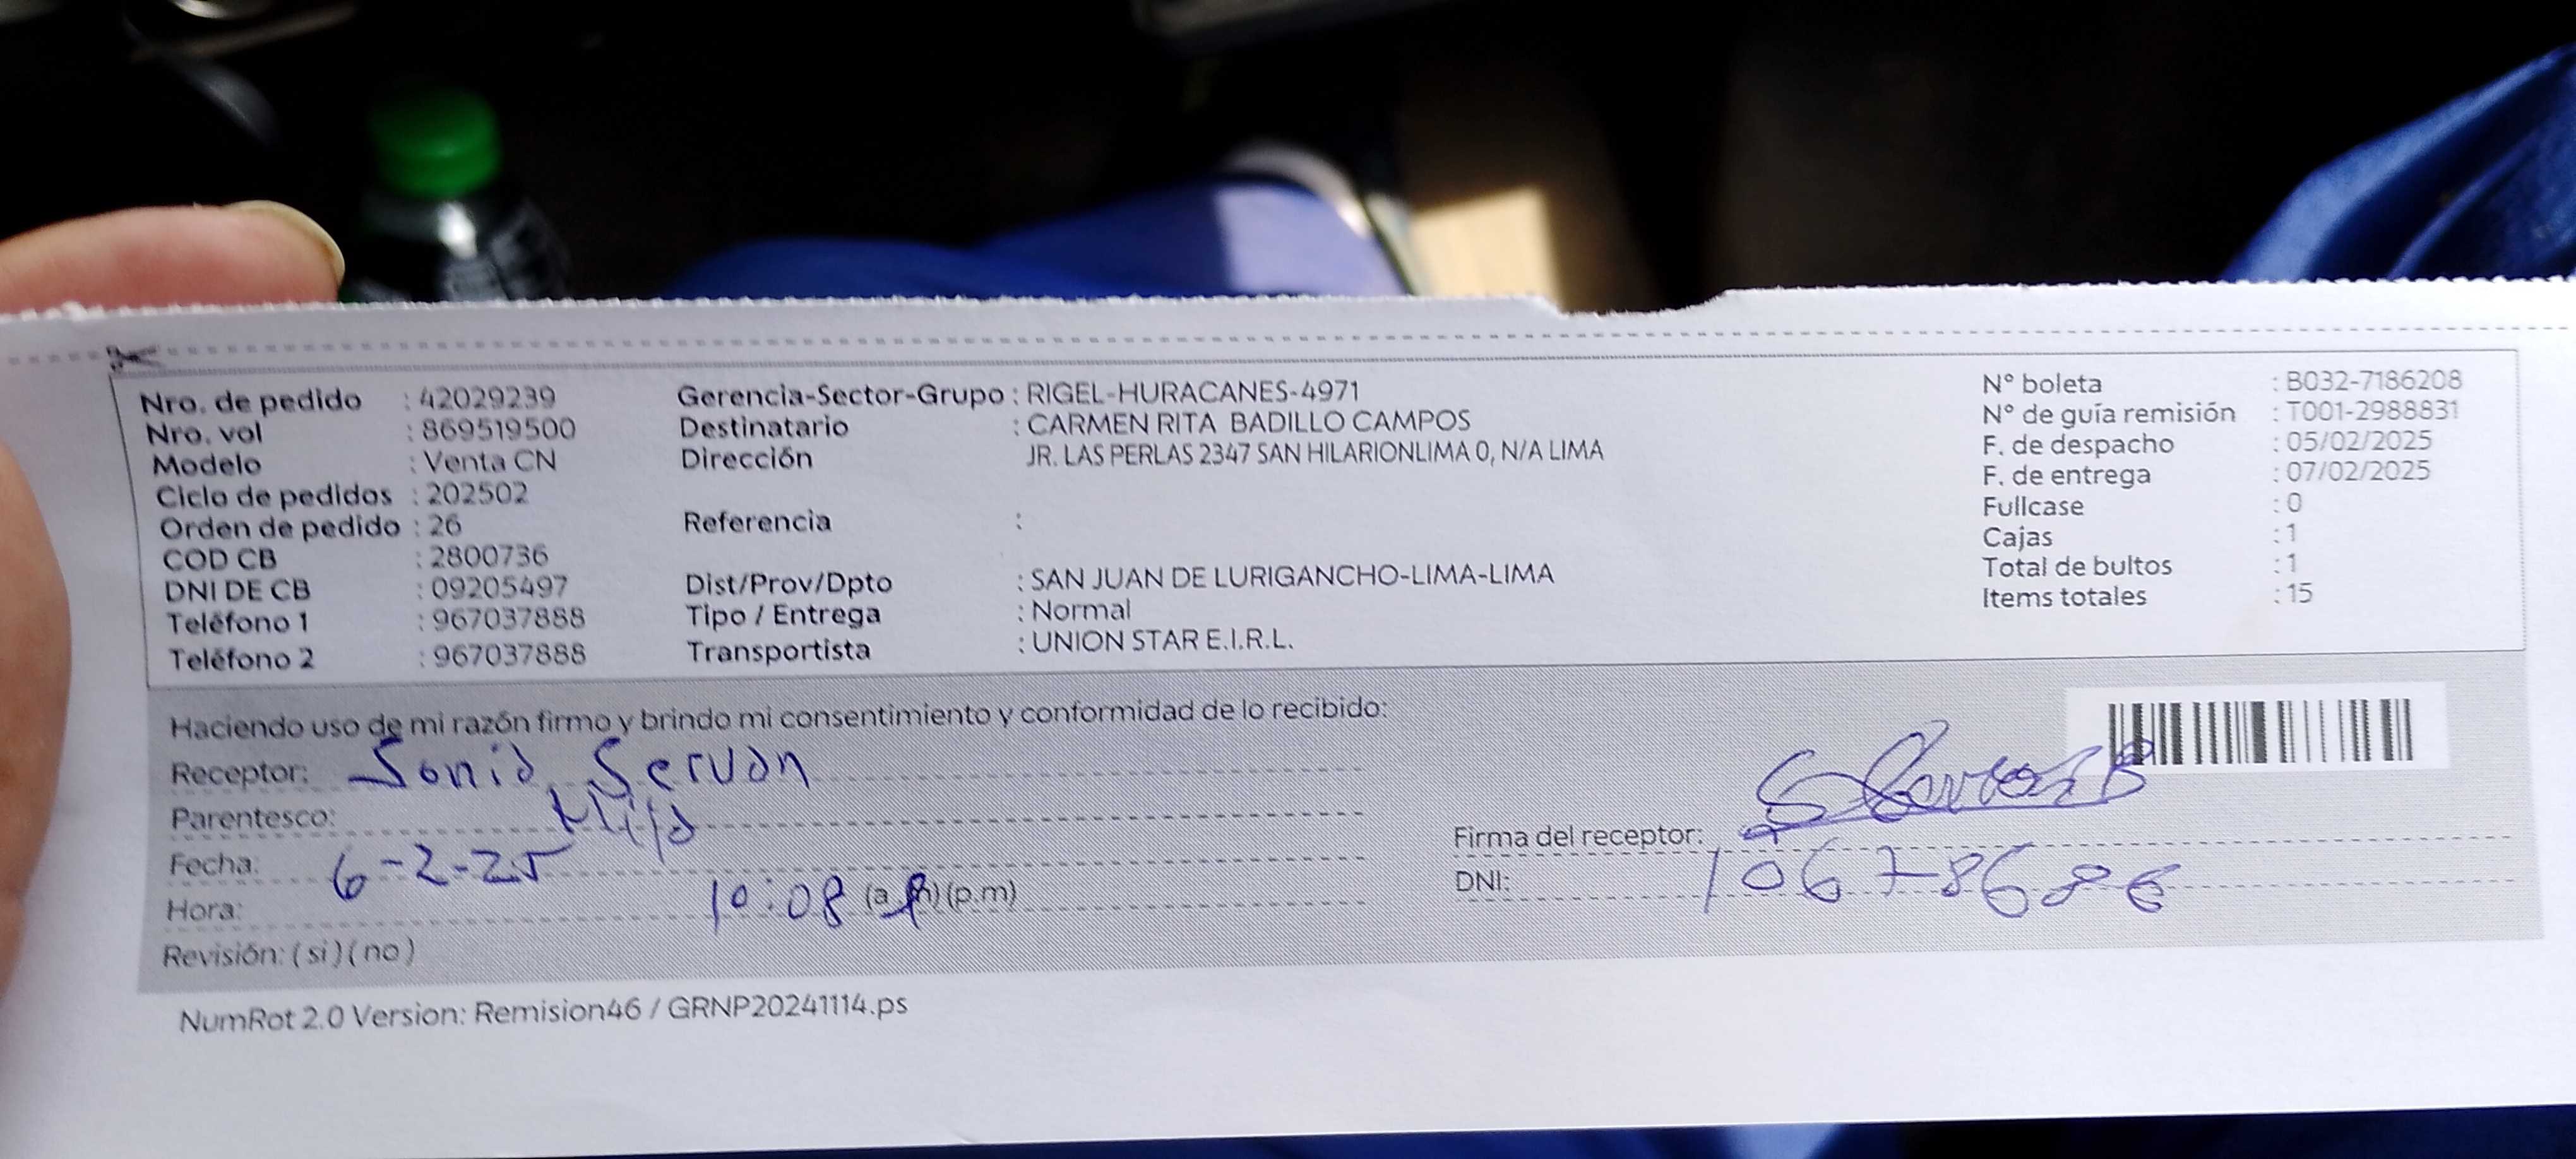 Nro. de pedido : 42029239
Nro. vol : 869519500
Modelo : Venta CN
Ciclo de pedidos : 202502
Orden de pedido : 26
COD CB : 2800736
DNI DE CB : 09205497
Teléfono 1 : 967037888
Teléfono 2 : 967037888
Gerencia-Sector-Grupo : RIGEL-HURACANES-4971
Destinatario : CARMEN RITA BADILLO CAMPOS
Dirección JR. LAS PERLAS 2347 SAN HILARIONLIMA 0, N/A LIMA
Referencia :
Dist/Prov/Dpto : SAN JUAN DE LURIGANCHO-LIMA-LIMA
Tipo / Entrega : Normal
Transportista : UNION STAR E.I.R.L.
N° boleta : B032-7186208
N° de guía remisión : T001-2988831
F. de despacho : 05/02/2025
F. de entrega : 07/02/2025
Fullcase : 0
Cajas : 1
Total de bultos : 1
Items totales : 15
Haciendo uso de mi razón firmo y brindo mi consentimiento y conformidad de lo recibido:
Receptor: Sonia Servan
Parentesco: Hija
Fecha: 6-2-25
Hora: 10:08 (a.m) (p.m)
Revisión: ( si ) ( no )
Firma del receptor:
DNI: 10678686
NumRot 2.0 Version: Remision46 / GRNP20241114.ps